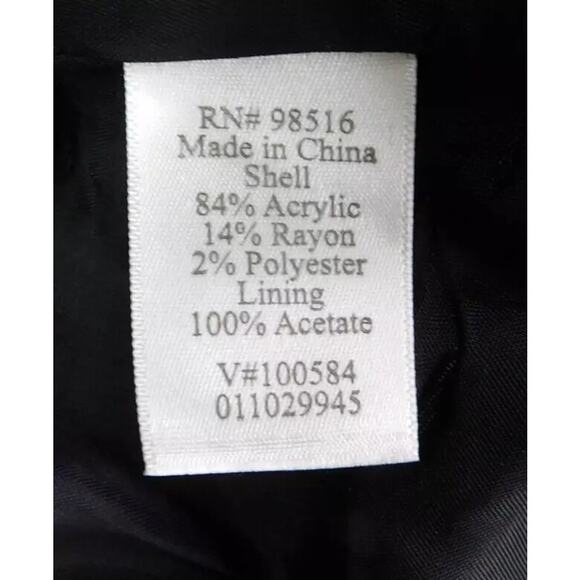 RN# 98516
Made in China
Shell
84% Acrylic
14% Rayon
2% Polyester
Lining
100% Acetate
V#100584
011029945